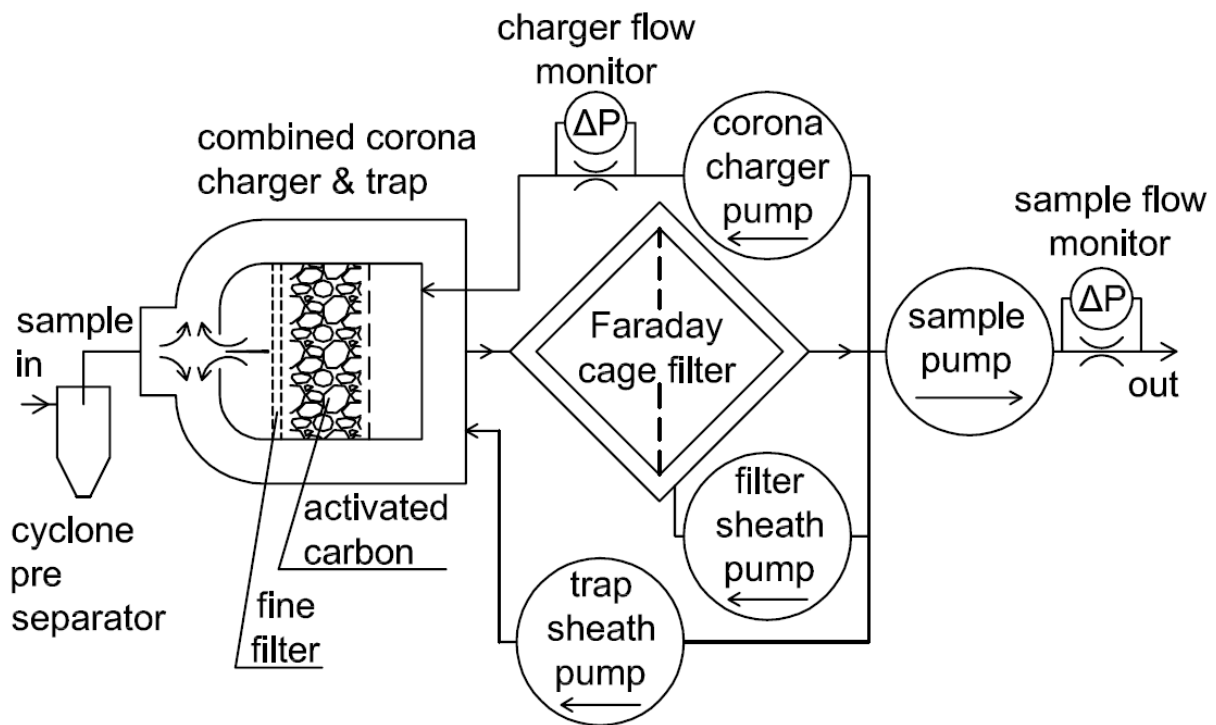 charger flow
monitor
ΔP
corona
charger
pump
combined corona
charger & trap
sample flow
monitor
ΔP
sample
in
Faraday
cage filter
sample
pump
out
cyclone
pre
separator
fine
filter
activated
carbon
filter
sheath
pump
trap
sheath
pump